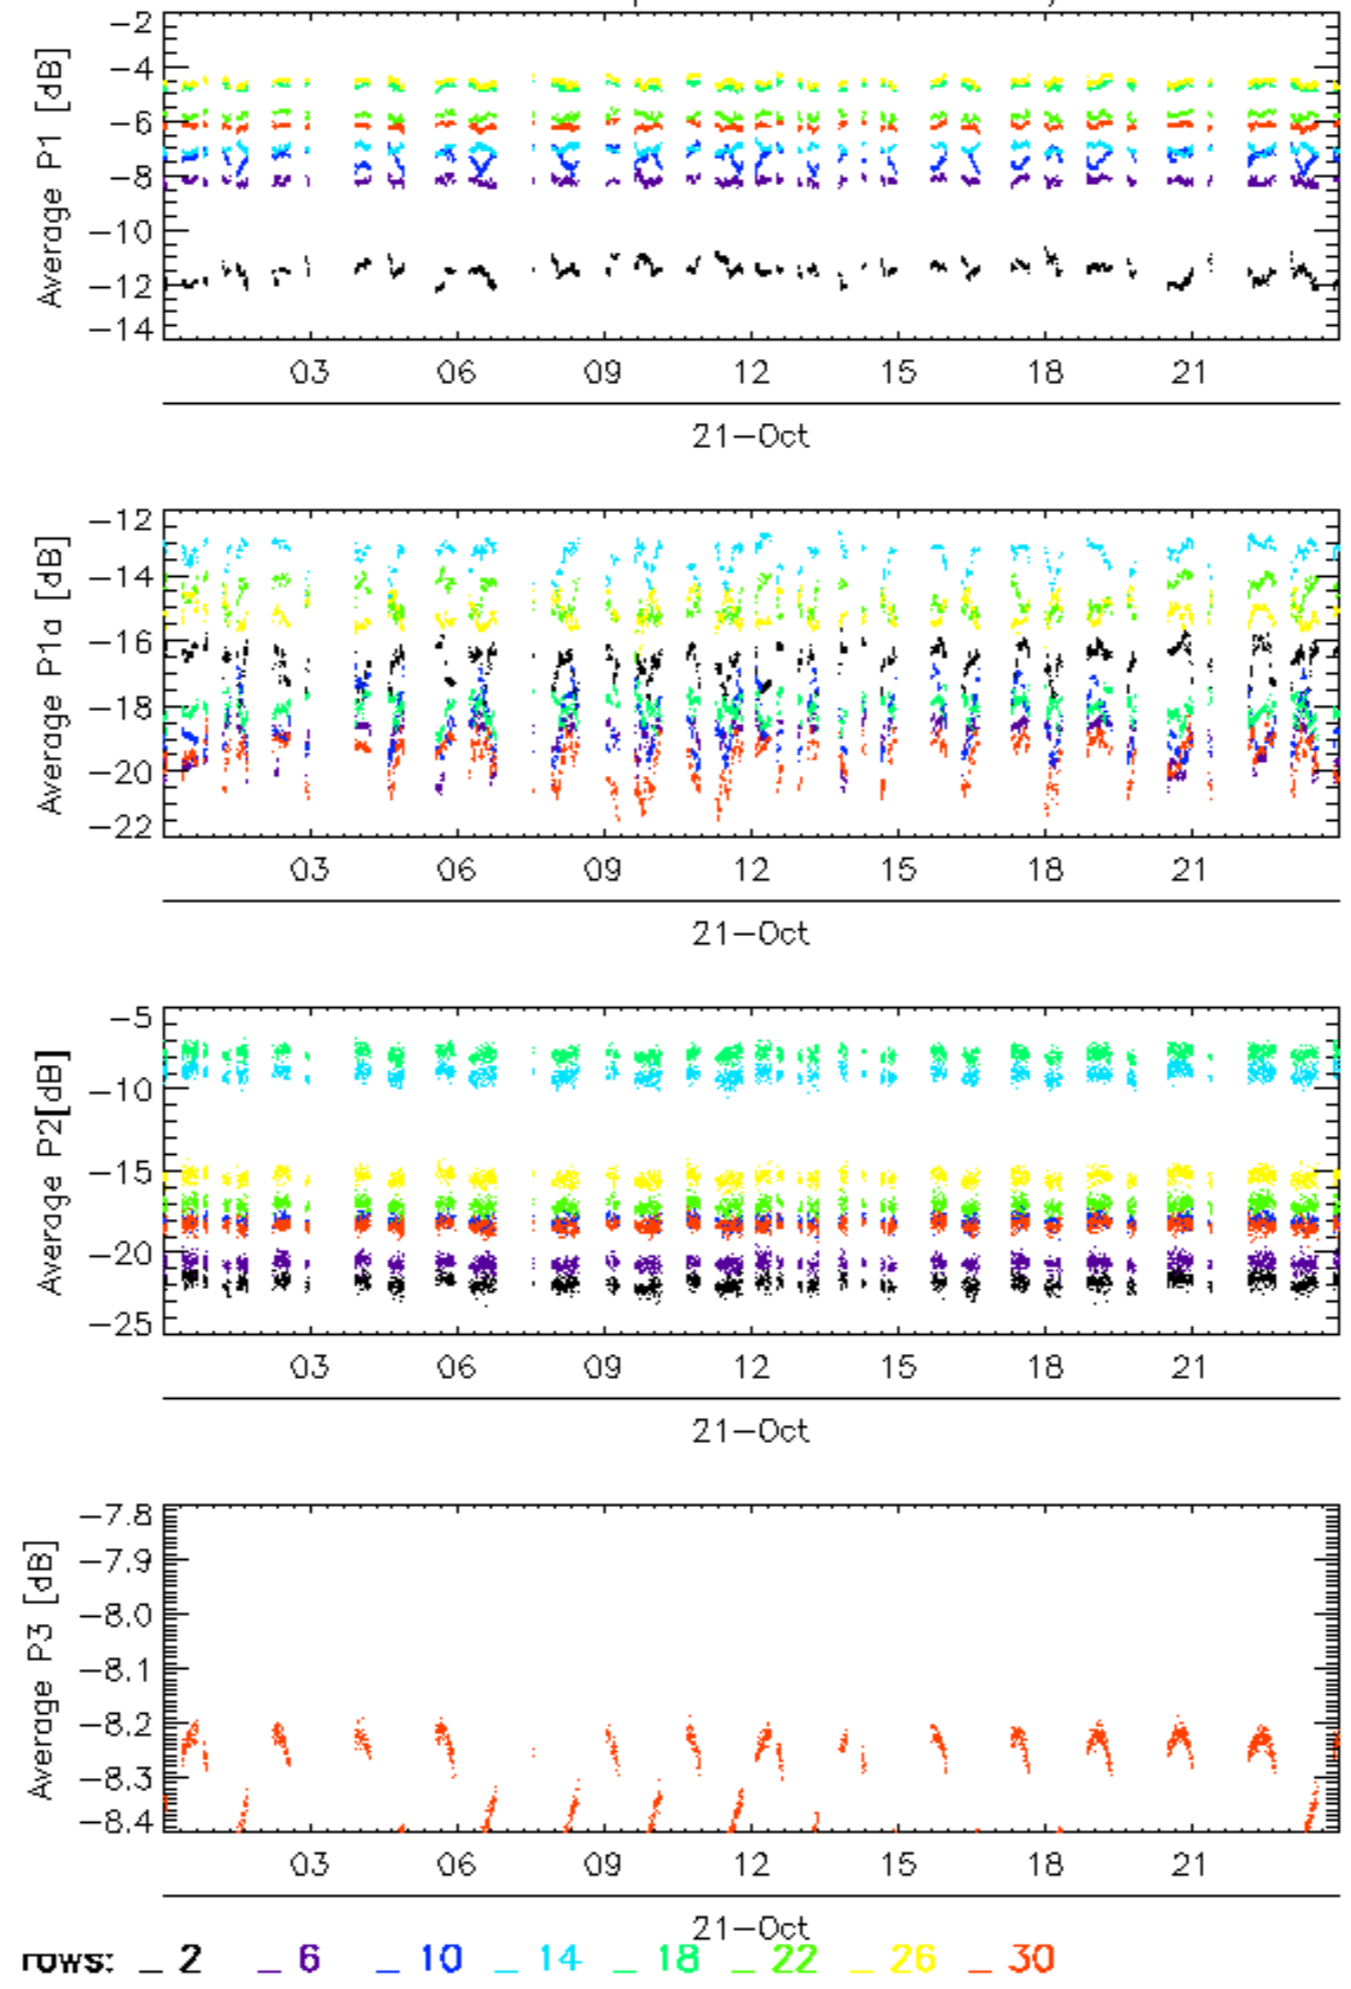 Average P1 [dB]
−2
−4
−6
−8
−10
−12
−14
03 06 09 12 15 18 21
21−Oct
Average P1a [dB]
−12
−14
−16
−18
−20
−22
03 06 09 12 15 18 21
21−Oct
Average P2[dB]
−5
−10
−15
−20
−25
03 06 09 12 15 18 21
21−Oct
Average P3 [dB]
−7.8
−7.9
−8.0
−8.1
−8.2
−8.3
−8.4
03 06 09 12 15 18 21
21−Oct
rows: _ 2 _ 6 _ 10 _ 14 _ 18 _ 22 _ 26 _ 30